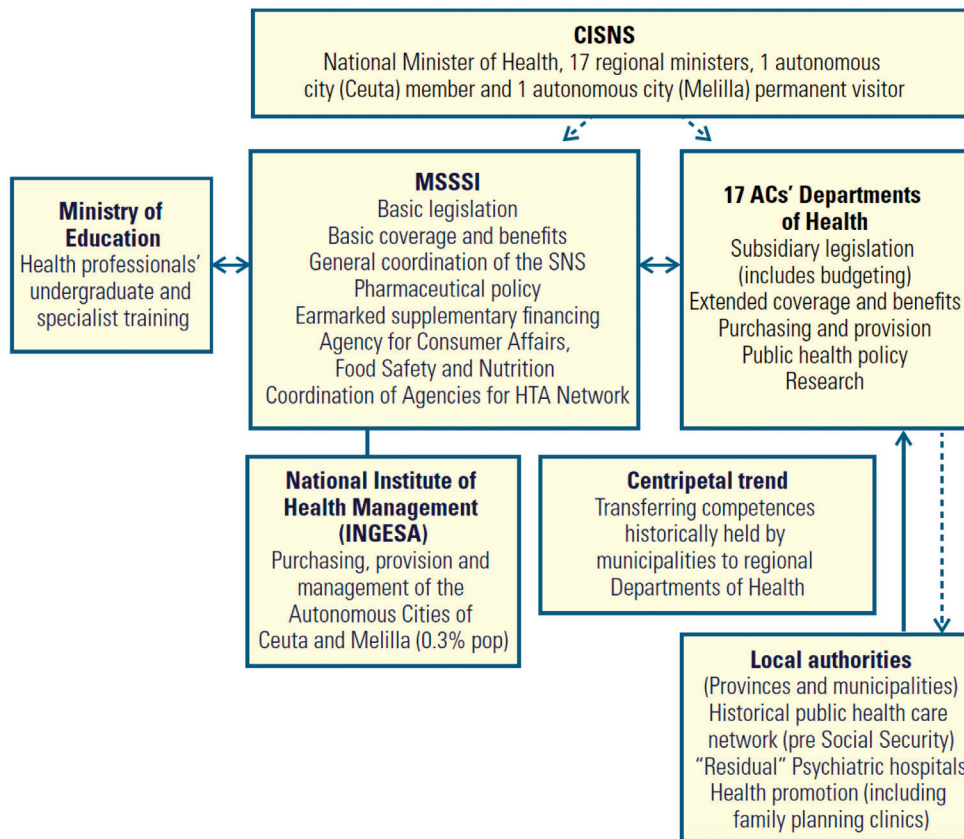 CISNS
National Minister of Health, 17 regional ministers, 1 autonomous
city (Ceuta) member and 1 autonomous city (Melilla) permanent visitor
Ministry of
Education
Health professionals’
undergraduate and
specialist training
MSSSI
Basic legislation
Basic coverage and benefits
General coordination of the SNS
Pharmaceutical policy
Earmarked supplementary financing
Agency for Consumer Affairs,
Food Safety and Nutrition
Coordination of Agencies for HTA Network
17 ACs’ Departments
of Health
Subsidiary legislation
(includes budgeting)
Extended coverage and benefits
Purchasing and provision
Public health policy
Research
National Institute of
Health Management
(INGESA)
Purchasing, provision and
management of the
Autonomous Cities of
Ceuta and Melilla (0.3% pop)
Centripetal trend
Transferring competences
historically held by
municipalities to regional
Departments of Health
Local authorities
(Provinces and municipalities)
Historical public health care
network (pre Social Security)
“Residual” Psychiatric hospitals
Health promotion (including
family planning clinics)